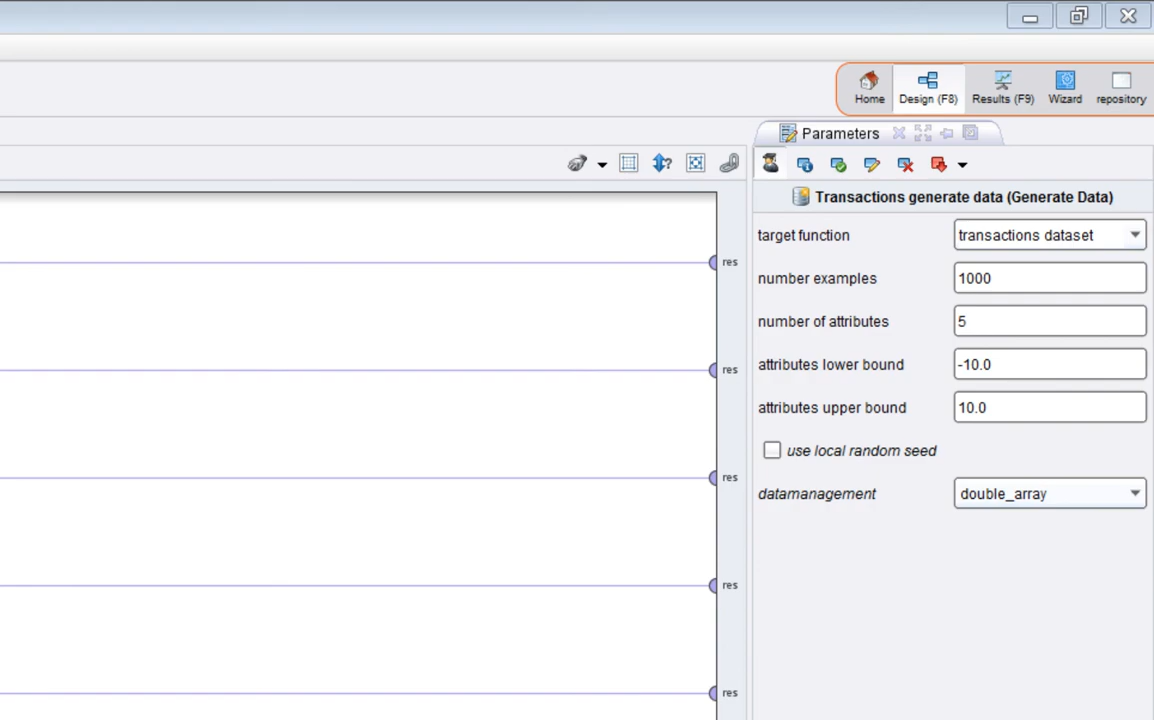 Home Design (F8) Results (F9) Wizard repository
Parameters
Transactions generate data (Generate Data)
target function transactions dataset
number examples 1000
number of attributes 5
attributes lower bound -10.0
attributes upper bound 10.0
use local random seed
datamanagement double_array
res
res
res
res
res